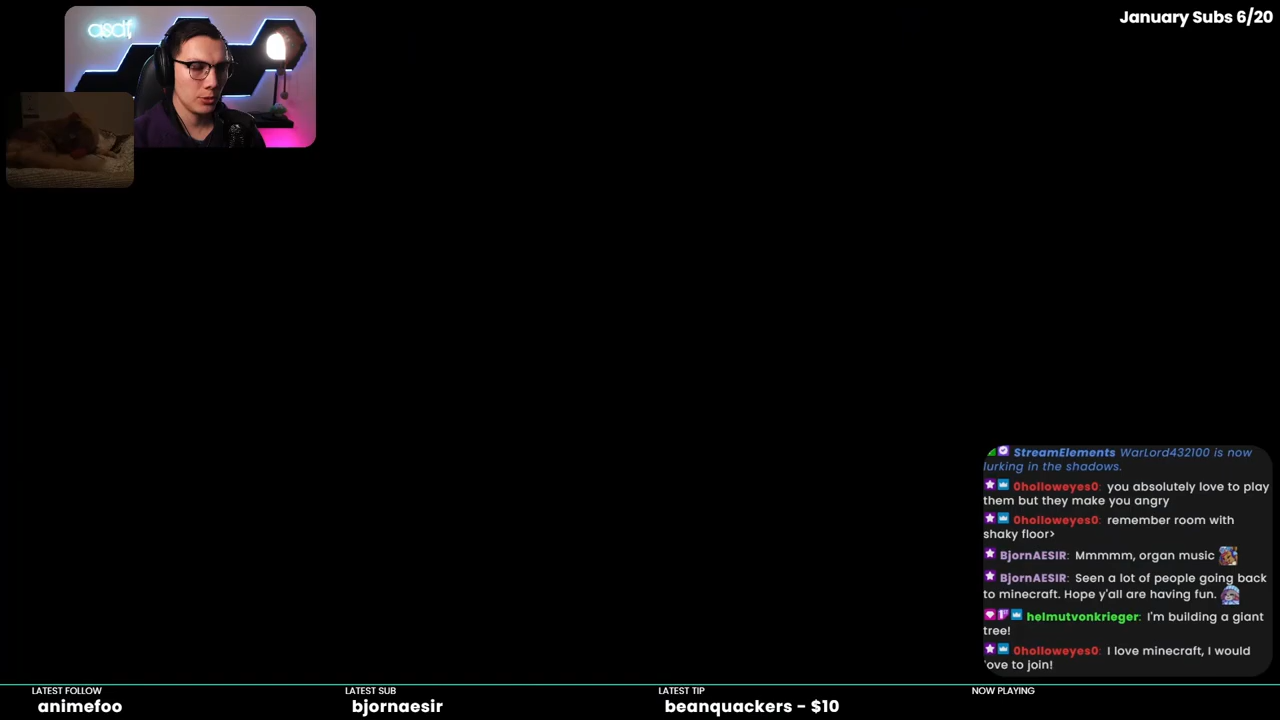 asdf
January Subs 6/20
StreamElements WarLord432100 is now
lurking in the shadows.
0holloweyes0: you absolutely love to play
them but they make you angry
0holloweyes0: remember room with
shaky floor>
BjornAESIR: Mmmmm, organ music
BjornAESIR: Seen a lot of people going back
to minecraft. Hope y'all are having fun.
helmutvonkrieger: I'm building a giant
tree!
0holloweyes0: I love minecraft, I would
love to join!
LATEST FOLLOW
animefoo
LATEST SUB
bjornaesir
LATEST TIP
beanquackers - $10
NOW PLAYING